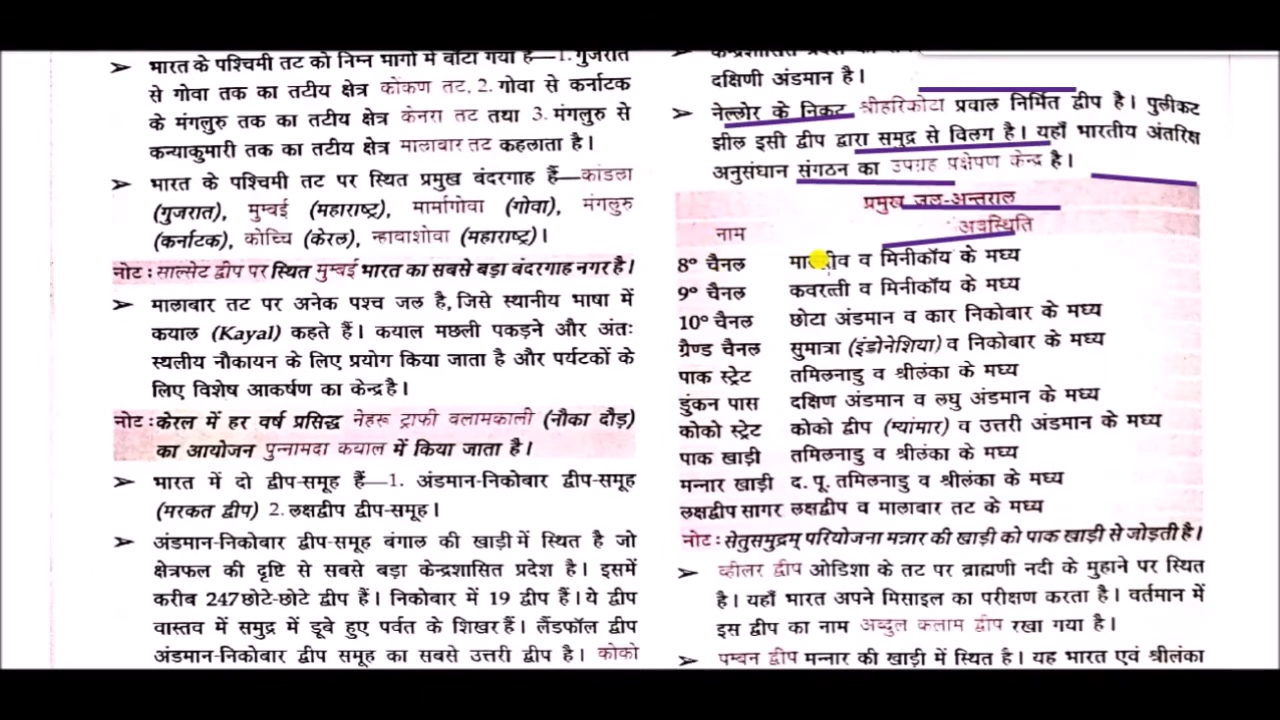 भारत के पश्चिमी तट को निम्न भागों में बाँटा गया है—1. गुजरात
से गोवा तक का तटीय क्षेत्र कोंकण तट, 2. गोवा से कर्नाटक
के मंगलुरु तक का तटीय क्षेत्र केनरा तट तथा 3. मंगलुरु से
कन्याकुमारी तक का तटीय क्षेत्र मालाबार तट कहलाता है।
➤ भारत के पश्चिमी तट पर स्थित प्रमुख बंदरगाह हैं—कांडला
(गुजरात), मुम्बई (महाराष्ट्र), मार्मागोवा (गोवा), मंगलुरु
(कर्नाटक), कोच्चि (केरल), न्हावाशोवा (महाराष्ट्र)।
नोट : साल्सेट द्वीप पर स्थित मुम्बई भारत का सबसे बड़ा बंदरगाह नगर है।
➤ मालाबार तट पर अनेक पश्च जल है, जिसे स्थानीय भाषा में
कयाल (Kayal) कहते हैं। कयाल मछली पकड़ने और अंतः
स्थलीय नौकायन के लिए प्रयोग किया जाता है और पर्यटकों के
लिए विशेष आकर्षण का केन्द्र है।
नोट : केरल में हर वर्ष प्रसिद्ध नेहरू ट्राफी वलामकाली (नौका दौड़)
का आयोजन पुन्नामदा कयाल में किया जाता है।
➤ भारत में दो द्वीप-समूह हैं—1. अंडमान-निकोबार द्वीप-समूह
(मरकत द्वीप) 2. लक्षद्वीप द्वीप-समूह।
➤ अंडमान-निकोबार द्वीप-समूह बंगाल की खाड़ी में स्थित है जो
क्षेत्रफल की दृष्टि से सबसे बड़ा केन्द्रशासित प्रदेश है। इसमें
करीब 247 छोटे-छोटे द्वीप हैं। निकोबार में 19 द्वीप हैं। ये द्वीप
वास्तव में समुद्र में डूबे हुए पर्वत के शिखर हैं। लैंडफॉल द्वीप
अंडमान-निकोबार द्वीप समूह का सबसे उत्तरी द्वीप है। कोको
दक्षिणी अंडमान है।
➤ नेल्लोर के निकट श्रीहरिकोटा प्रवाल निर्मित द्वीप है। पुलीकट
झील इसी द्वीप द्वारा समुद्र से विलग है। यहाँ भारतीय अंतरिक्ष
अनुसंधान संगठन का उपग्रह प्रक्षेपण केन्द्र है।
प्रमुख जल-अन्तराल
नाम अवस्थिति
8° चैनल मालदीव व मिनीकॉय के मध्य
9° चैनल कवरत्ती व मिनीकॉय के मध्य
10° चैनल छोटा अंडमान व कार निकोबार के मध्य
ग्रैण्ड चैनल सुमात्रा (इंडोनेशिया) व निकोबार के मध्य
पाक स्ट्रेट तमिलनाडु व श्रीलंका के मध्य
डुंकन पास दक्षिण अंडमान व लघु अंडमान के मध्य
कोको स्ट्रेट कोको द्वीप (म्यांमार) व उत्तरी अंडमान के मध्य
पाक खाड़ी तमिलनाडु व श्रीलंका के मध्य
मन्नार खाड़ी द. पू. तमिलनाडु व श्रीलंका के मध्य
लक्षद्वीप सागर लक्षद्वीप व मालाबार तट के मध्य
नोट : सेतुसमुद्रम् परियोजना मन्नार की खाड़ी को पाक खाड़ी से जोड़ती है।
➤ व्हीलर द्वीप ओडिशा के तट पर ब्राह्मणी नदी के मुहाने पर स्थित
है। यहाँ भारत अपने मिसाइल का परीक्षण करता है। वर्तमान में
इस द्वीप का नाम अब्दुल कलाम द्वीप रखा गया है।
➤ पम्बन द्वीप मन्नार की खाड़ी में स्थित है। यह भारत एवं श्रीलंका